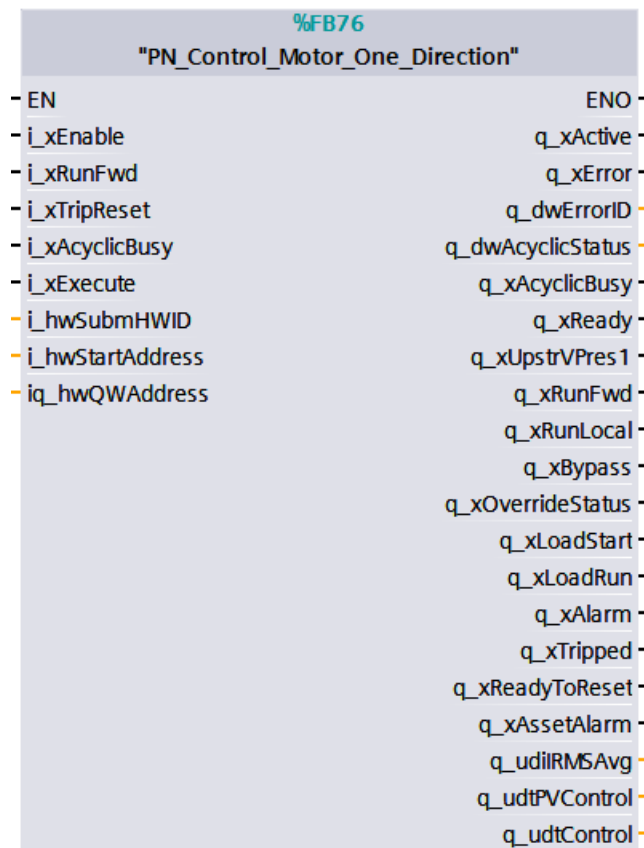 %FB76
"PN_Control_Motor_One_Direction"
EN ENO
i_xEnable q_xActive
i_xRunFwd q_xError
i_xTripReset q_dwErrorID
i_xAcyclicBusy q_dwAcyclicStatus
i_xExecute q_xAcyclicBusy
i_hwSubmHWID q_xReady
i_hwStartAddress q_xUpstrVPres1
iq_hwQWAddress q_xRunFwd
q_xRunLocal
q_xBypass
q_xOverrideStatus
q_xLoadStart
q_xLoadRun
q_xAlarm
q_xTripped
q_xReadyToReset
q_xAssetAlarm
q_udiIRMSAvg
q_udtPVControl
q_udtControl